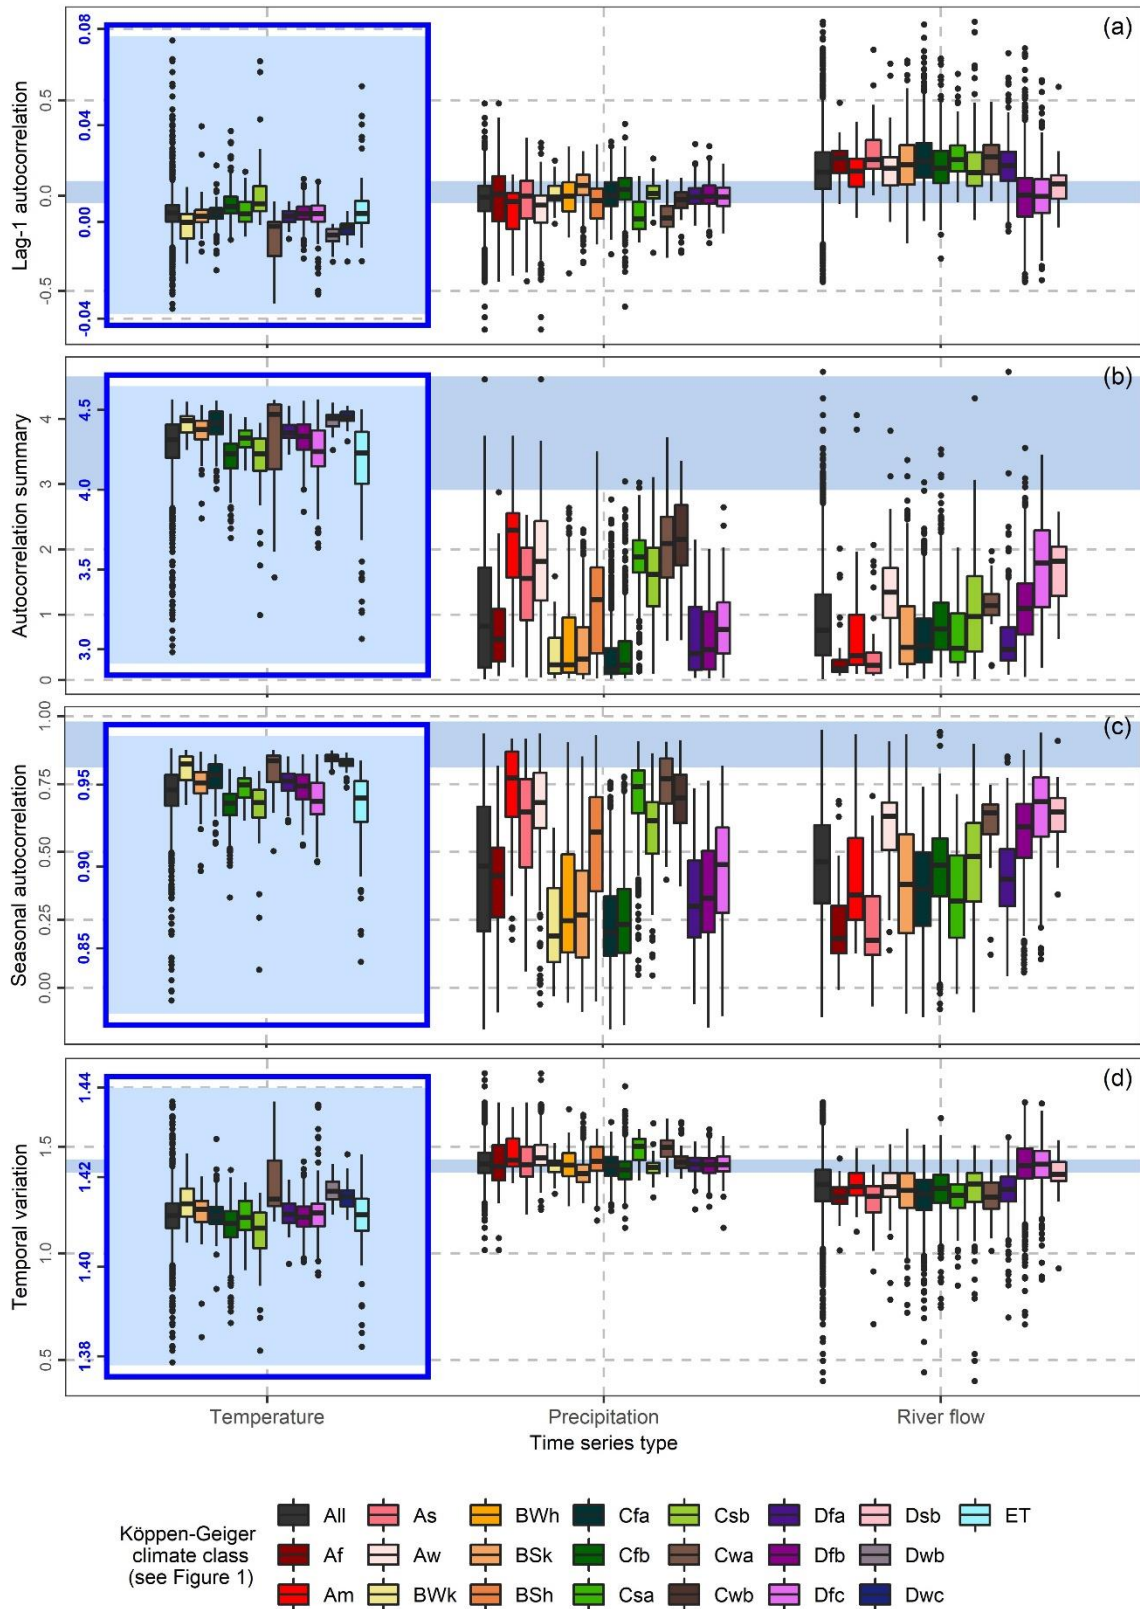 (a)
Lag-1 autocorrelation
0.5
0.0
-0.5
0.08
0.04
0.00
-0.04
(b)
Autocorrelation summary
4
3
2
1
0
4.5
4.0
3.5
3.0
(c)
Seasonal autocorrelation
1.00
0.75
0.50
0.25
0.00
0.95
0.90
0.85
(d)
Temporal variation
1.5
1.0
0.5
1.44
1.42
1.40
1.38
Temperature Precipitation River flow
Time series type
Köppen-Geiger
climate class
(see Figure 1)
All As BWh Cfa Csb Dfa Dsb ET
Af Aw BSk Cfb Cwa Dfb Dwb
Am BWk BSh Csa Cwb Dfc Dwc